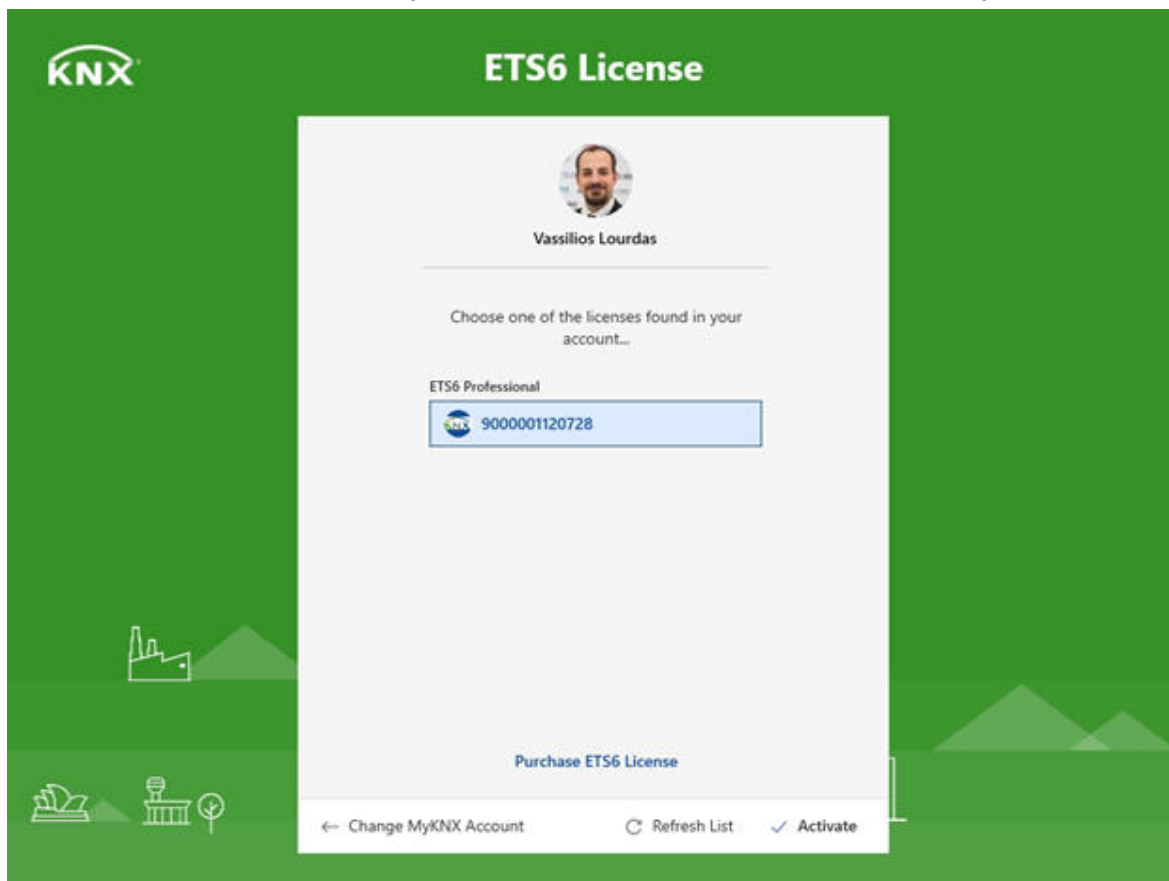 KNX
ETS6 License
Vassilios Lourdas
Choose one of the licenses found in your
account...
ETS6 Professional
9000001120728
Purchase ETS6 License
← Change MyKNX Account
Refresh List
Activate